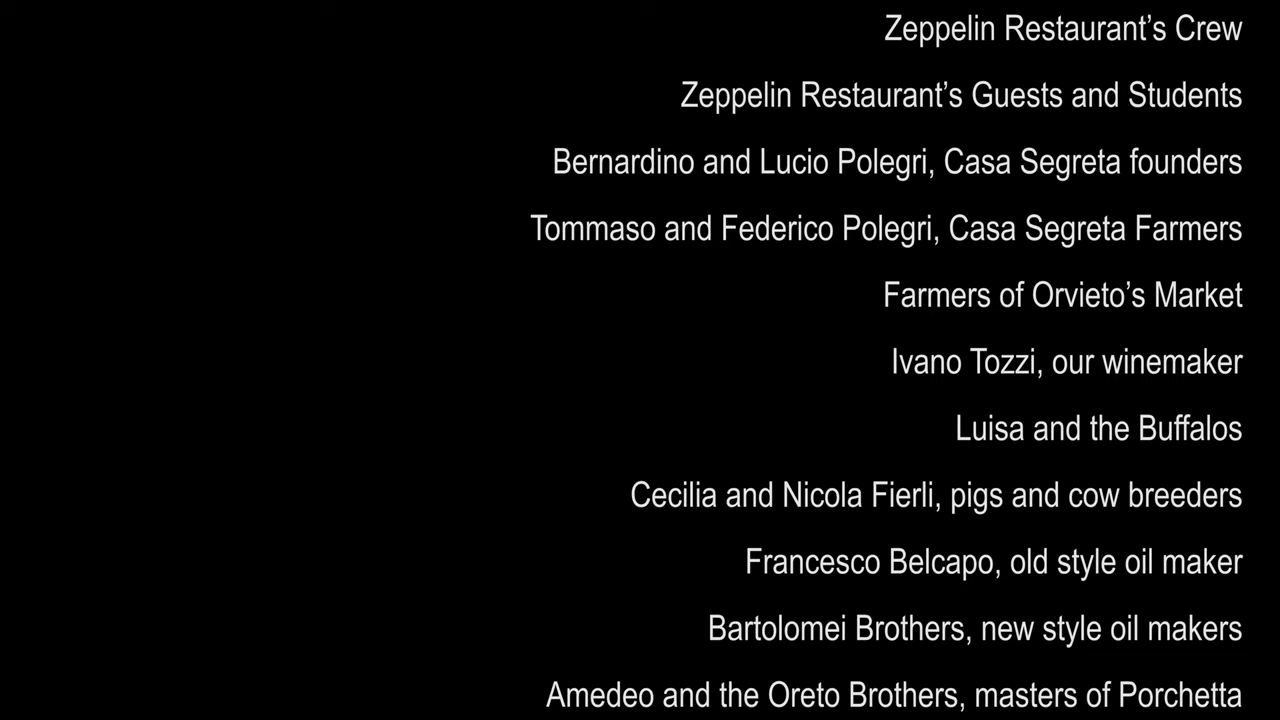 Zeppelin Restaurant’s Crew
Zeppelin Restaurant’s Guests and Students
Bernardino and Lucio Polegri, Casa Segreta founders
Tommaso and Federico Polegri, Casa Segreta Farmers
Farmers of Orvieto’s Market
Ivano Tozzi, our winemaker
Luisa and the Buffalos
Cecilia and Nicola Fierli, pigs and cow breeders
Francesco Belcapo, old style oil maker
Bartolomei Brothers, new style oil makers
Amedeo and the Oreto Brothers, masters of Porchetta